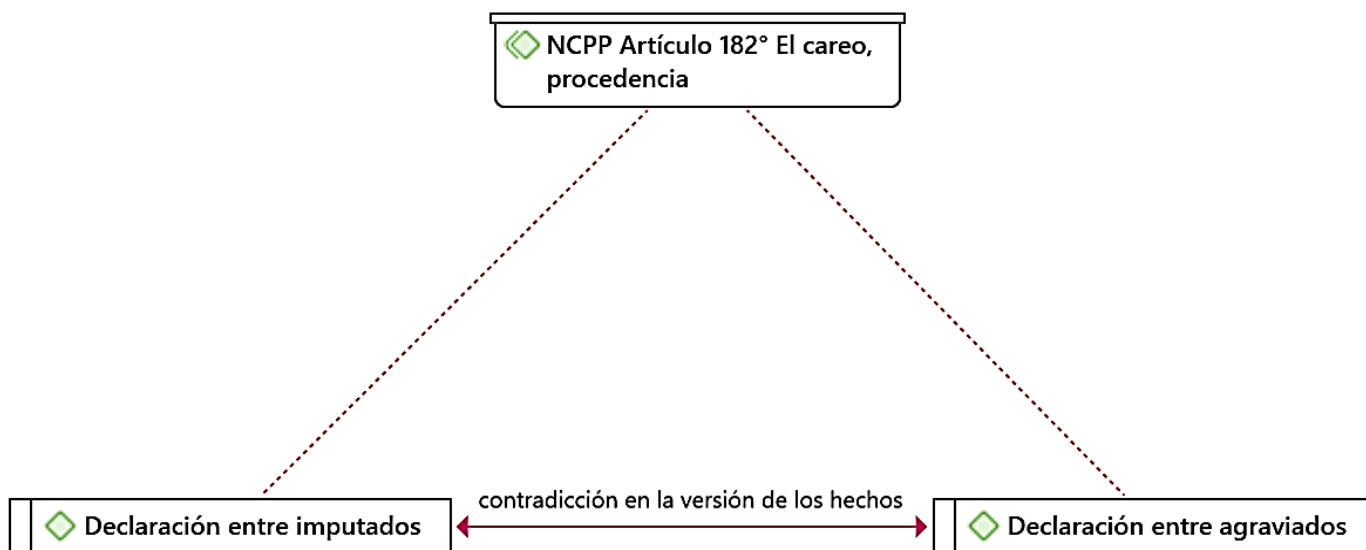 NCPP Artículo 182° El careo,
procedencia
contradicción en la versión de los hechos
Declaración entre imputados
Declaración entre agraviados